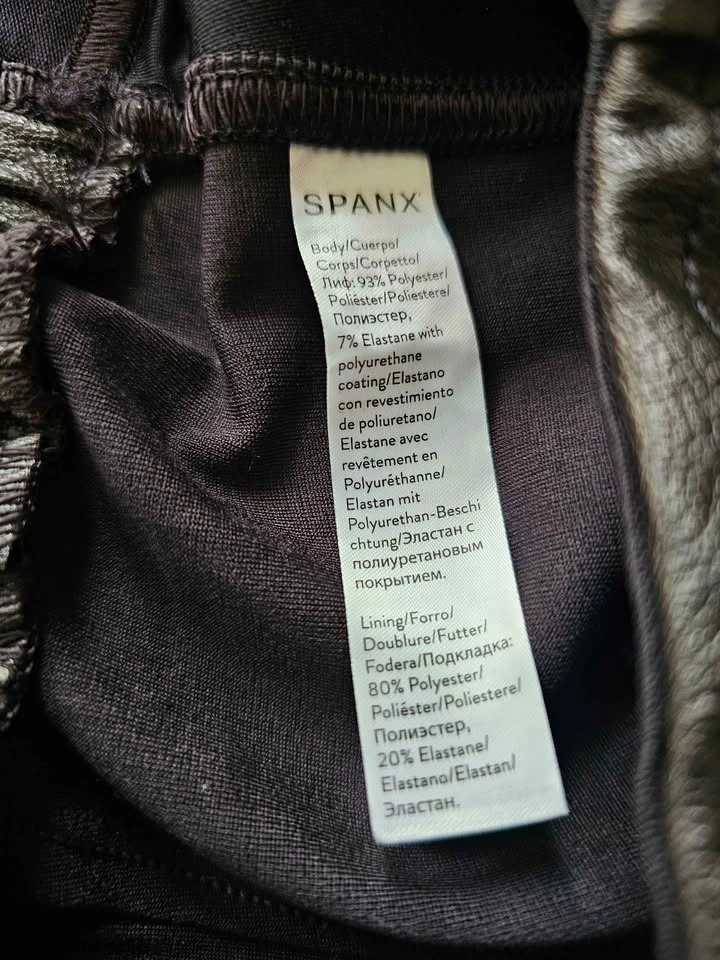 SPANX
Body/Cuerpo/
Corps/Corpetto/
Лиф: 93% Polyester/
Poliéster/Poliestere/
Полиэстер,
7% Elastane with
polyurethane
coating/Elastano
con revestimiento
de poliuretano/
Elastane avec
revêtement en
Polyuréthanne/
Elastan mit
Polyurethan-Beschi
chtung/Эластан с
полиуретановым
покрытием.
Lining/Forro/
Doublure/Futter/
Fodera/Подкладка:
80% Polyester/
Poliéster/Poliestere/
Полиэстер,
20% Elastane/
Elastano/Elastan/
Эластан.